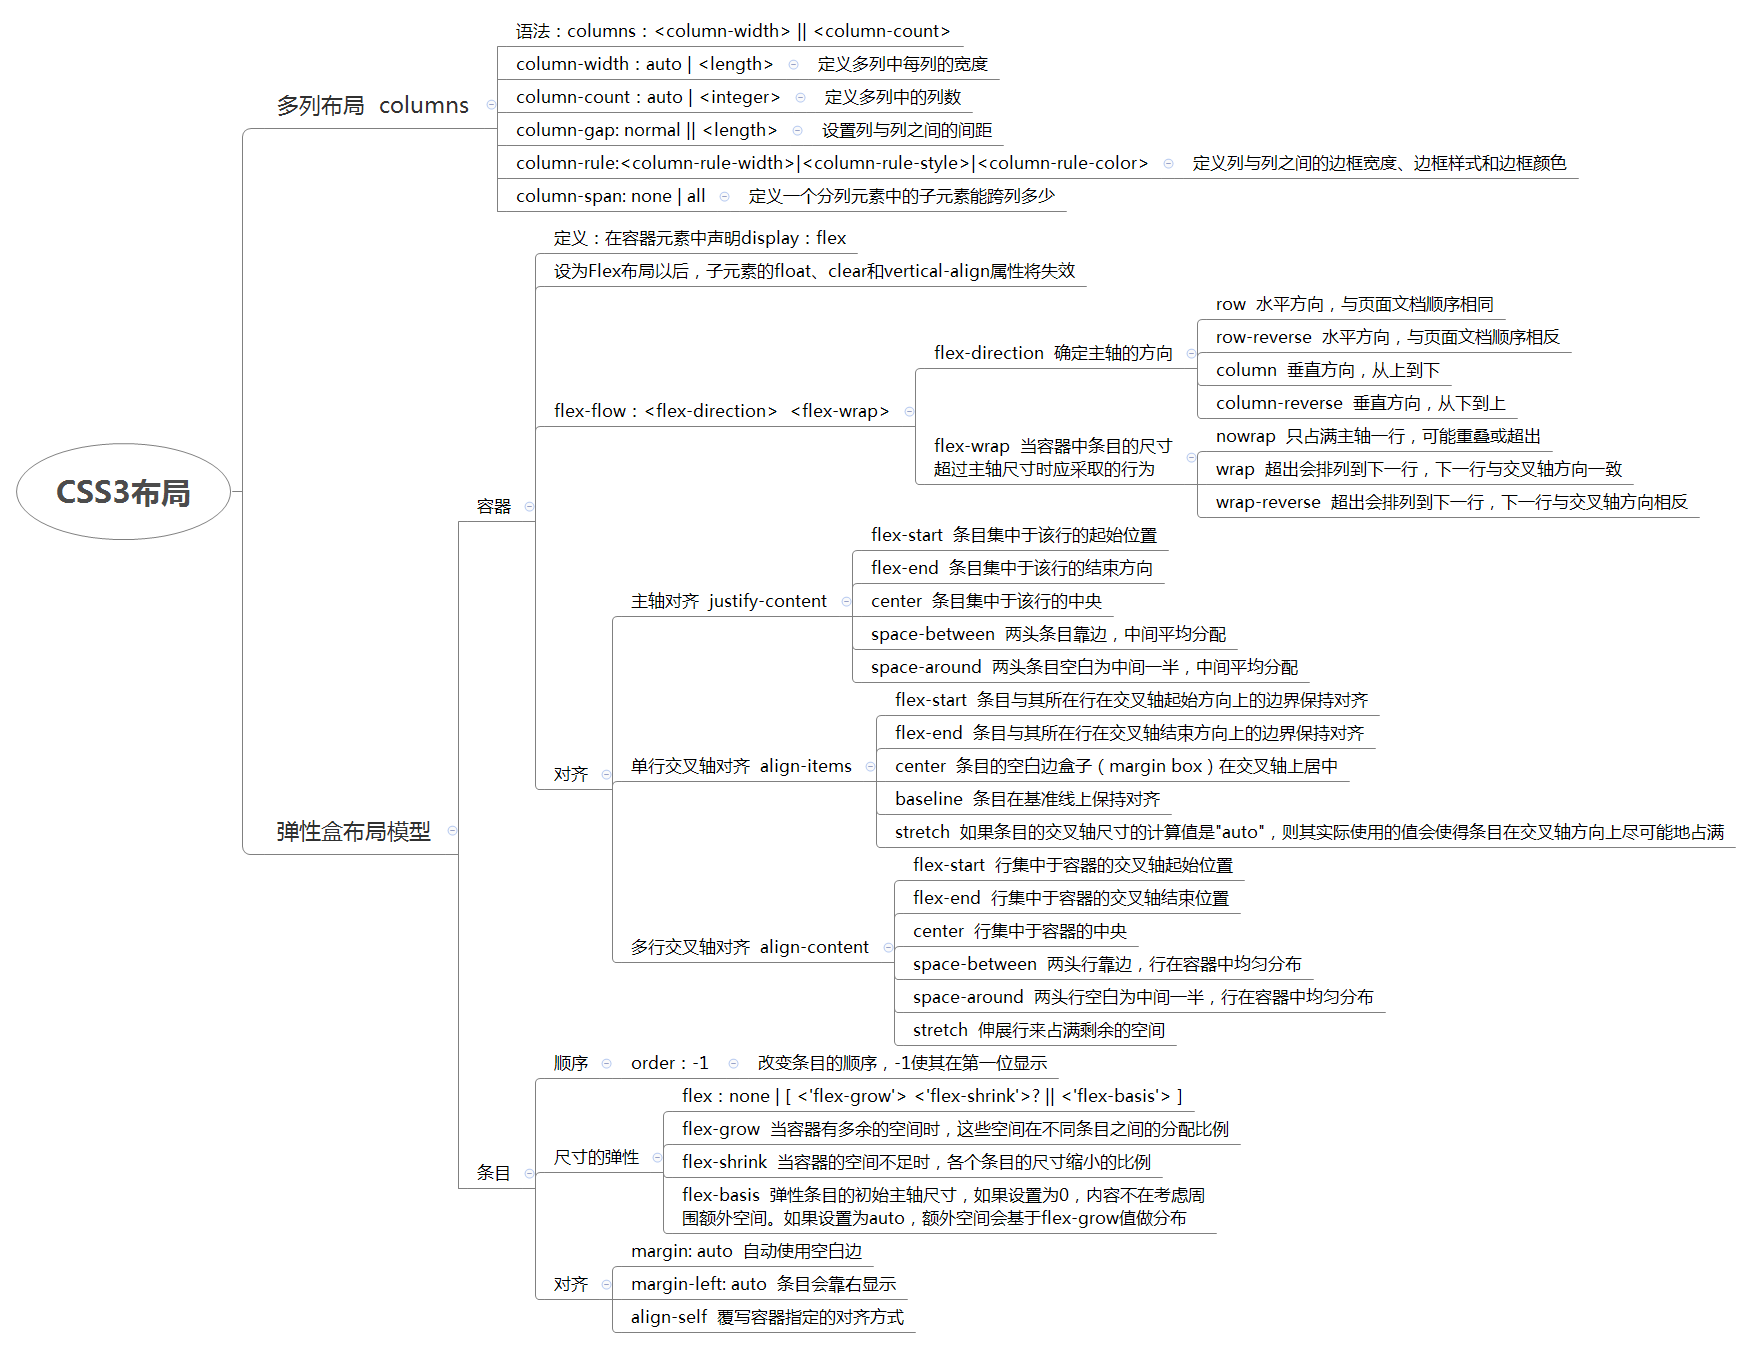 CSS3布局
多列布局  columns
语法：columns：<column-width> || <column-count>
column-width：auto | <length>  定义多列中每列的宽度
column-count：auto | <integer>  定义多列中的列数
column-gap: normal || <length>  设置列与列之间的间距
column-rule:<column-rule-width>|<column-rule-style>|<column-rule-color>  定义列与列之间的边框宽度、边框样式和边框颜色
column-span: none | all  定义一个分列元素中的子元素能跨列多少
弹性盒布局模型
容器
定义：在容器元素中声明display：flex
设为Flex布局以后，子元素的float、clear和vertical-align属性将失效
flex-flow：<flex-direction>  <flex-wrap>
flex-direction  确定主轴的方向
row  水平方向，与页面文档顺序相同
row-reverse  水平方向，与页面文档顺序相反
column  垂直方向，从上到下
column-reverse  垂直方向，从下到上
flex-wrap  当容器中条目的尺寸
超过主轴尺寸时应采取的行为
nowrap  只占满主轴一行，可能重叠或超出
wrap  超出会排列到下一行，下一行与交叉轴方向一致
wrap-reverse  超出会排列到下一行，下一行与交叉轴方向相反
对齐
主轴对齐  justify-content
flex-start  条目集中于该行的起始位置
flex-end  条目集中于该行的结束方向
center  条目集中于该行的中央
space-between  两头条目靠边，中间平均分配
space-around  两头条目空白为中间一半，中间平均分配
单行交叉轴对齐  align-items
flex-start  条目与其所在行在交叉轴起始方向上的边界保持对齐
flex-end  条目与其所在行在交叉轴结束方向上的边界保持对齐
center  条目的空白边盒子（margin box）在交叉轴上居中
baseline  条目在基准线上保持对齐
stretch  如果条目的交叉轴尺寸的计算值是"auto"，则其实际使用的值会使得条目在交叉轴方向上尽可能地占满
多行交叉轴对齐  align-content
flex-start  行集中于容器的交叉轴起始位置
flex-end  行集中于容器的交叉轴结束位置
center  行集中于容器的中央
space-between  两头行靠边，行在容器中均匀分布
space-around  两头行空白为中间一半，行在容器中均匀分布
stretch  伸展行来占满剩余的空间
条目
顺序  order：-1  改变条目的顺序，-1使其在第一位显示
尺寸的弹性
flex：none | [ <'flex-grow'> <'flex-shrink'>? || <'flex-basis'> ]
flex-grow  当容器有多余的空间时，这些空间在不同条目之间的分配比例
flex-shrink  当容器的空间不足时，各个条目的尺寸缩小的比例
flex-basis  弹性条目的初始主轴尺寸，如果设置为0，内容不在考虑周
围额外空间。如果设置为auto，额外空间会基于flex-grow值做分布
对齐
margin: auto  自动使用空白边
margin-left: auto  条目会靠右显示
align-self  覆写容器指定的对齐方式